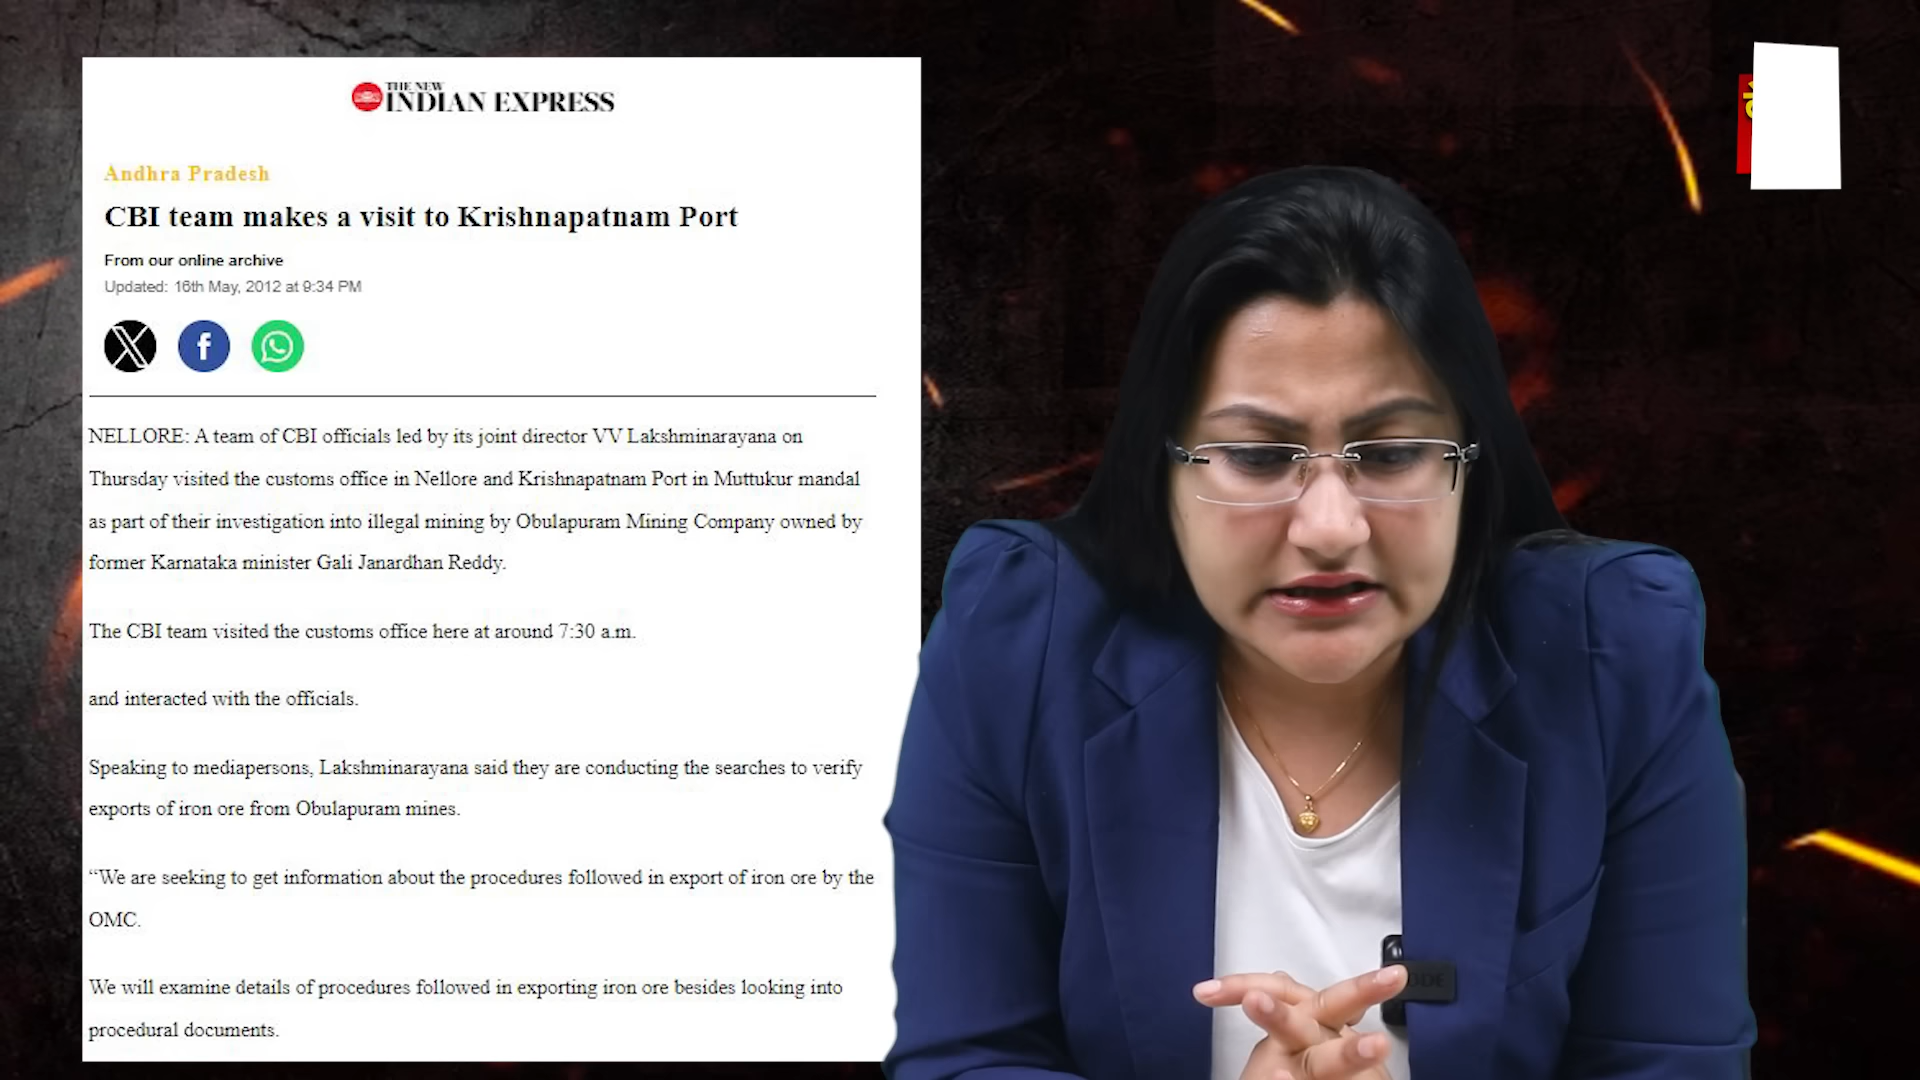 THE NEW
INDIAN EXPRESS
Andhra Pradesh
CBI team makes a visit to Krishnapatnam Port
From our online archive
Updated: 16th May, 2012 at 9:34 PM
NELLORE: A team of CBI officials led by its joint director VV Lakshminarayana on
Thursday visited the customs office in Nellore and Krishnapatnam Port in Muttukur mandal
as part of their investigation into illegal mining by Obulapuram Mining Company owned by
former Karnataka minister Gali Janardhan Reddy.
The CBI team visited the customs office here at around 7:30 a.m.
and interacted with the officials.
Speaking to mediapersons, Lakshminarayana said they are conducting the searches to verify
exports of iron ore from Obulapuram mines.
“We are seeking to get information about the procedures followed in export of iron ore by the
OMC.
We will examine details of procedures followed in exporting iron ore besides looking into
procedural documents.